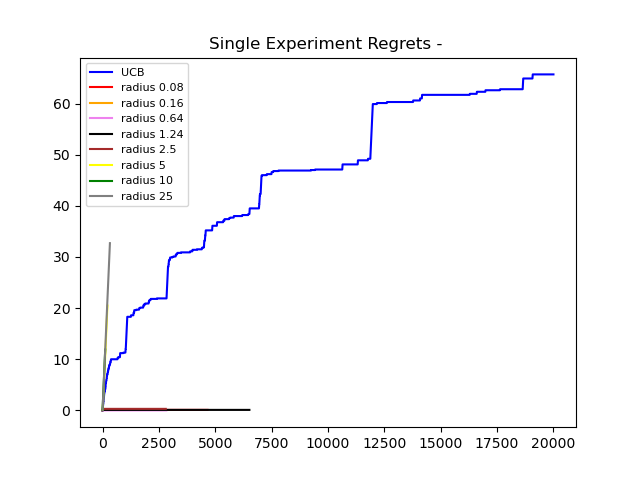 Single Experiment Regrets -
UCB
radius 0.08
radius 0.16
radius 0.64
radius 1.24
radius 2.5
radius 5
radius 10
radius 25
60
50
40
30
20
10
0
0 2500 5000 7500 10000 12500 15000 17500 20000